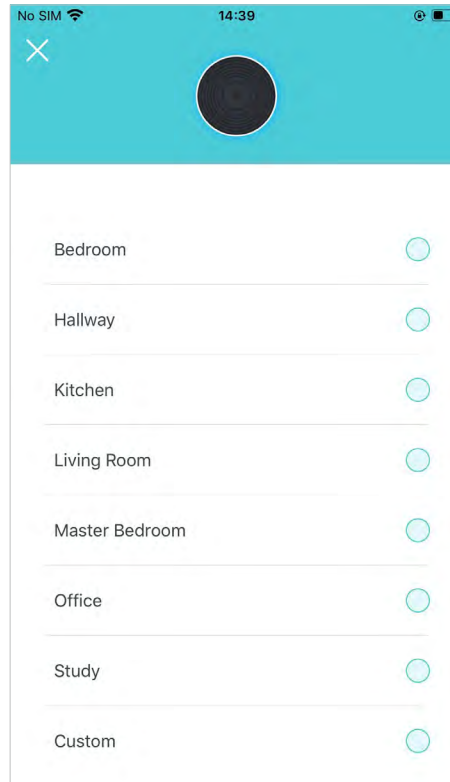 No SIM 14:39
Bedroom
Hallway
Kitchen
Living Room
Master Bedroom
Office
Study
Custom